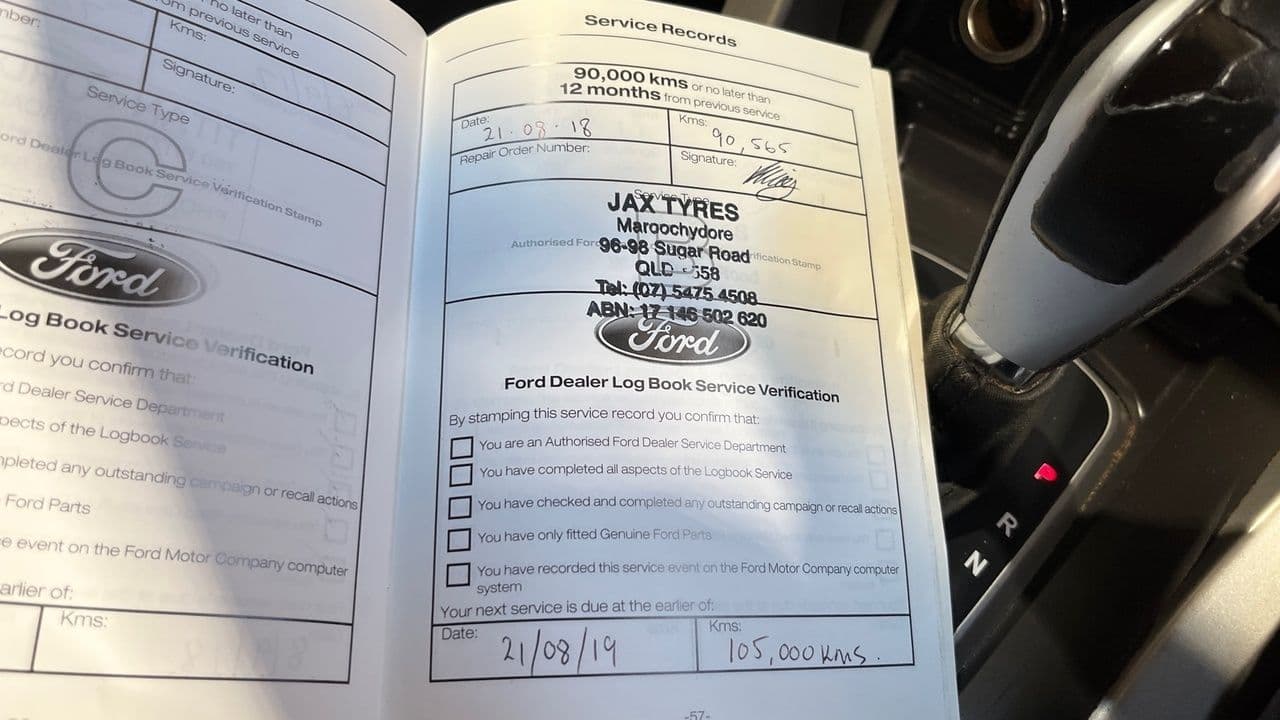 no later than
om previous service
mber:
Kms:
Signature:
Service Type
C
ord Dealer Log Book Service Verification Stamp
Ford
Log Book Service Verification
ecord you confirm that:
rd Dealer Service Department
pects of the Logbook Service
mpleted any outstanding campaign or recall actions
Ford Parts
e event on the Ford Motor Company computer
arlier of:
Kms:
Service Records
90,000 kms or no later than
12 months from previous service
Date: 21.08.18
Kms: 90,565
Repair Order Number:
Signature:
Service Type
B
JAX TYRES
Maroochydore
Authorised Ford
96-98 Sugar Road
rification Stamp
QLD 558
Tel: (07) 5475 4508
ABN: 17 146 502 620
Ford
Ford Dealer Log Book Service Verification
By stamping this service record you confirm that:
You are an Authorised Ford Dealer Service Department
You have completed all aspects of the Logbook Service
You have checked and completed any outstanding campaign or recall actions
You have only fitted Genuine Ford Parts
You have recorded this service event on the Ford Motor Company computer
system
Your next service is due at the earlier of:
Date: 21/08/19
Kms: 105,000 kms.
-57-
R
N